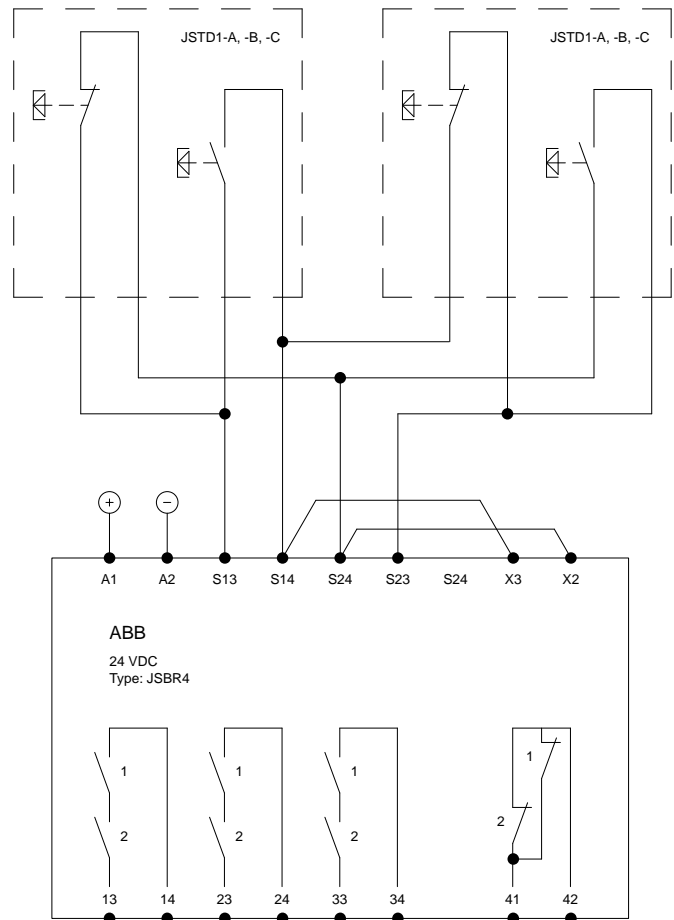 JSTD1-A, -B, -C
JSTD1-A, -B, -C
+
−
A1
A2
S13
S14
S24
S23
S24
X3
X2
ABB
24 VDC
Type: JSBR4
1
1
1
1
2
2
2
2
13
14
23
24
33
34
41
42